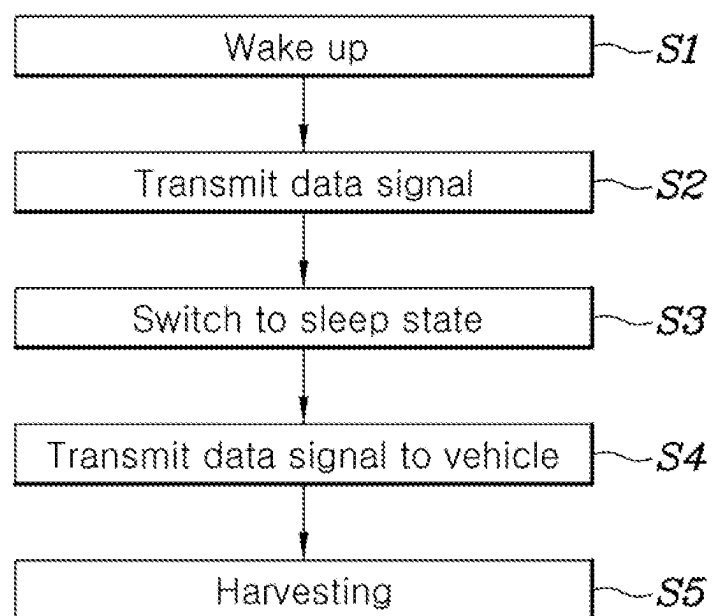 Wake up S1
Transmit data signal S2
Switch to sleep state S3
Transmit data signal to vehicle S4
Harvesting S5